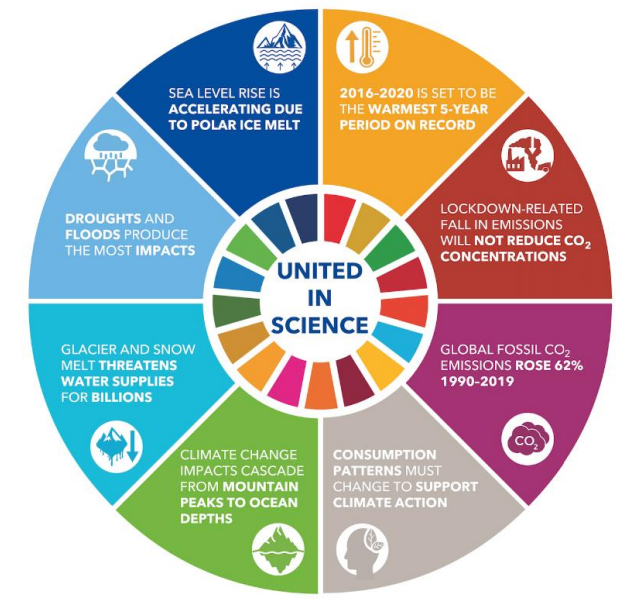 SEA LEVEL RISE IS
ACCELERATING DUE
TO POLAR ICE MELT
2016-2020 IS SET TO BE
THE WARMEST 5-YEAR
PERIOD ON RECORD
LOCKDOWN-RELATED
FALL IN EMISSIONS
WILL NOT REDUCE CO₂
CONCENTRATIONS
GLOBAL FOSSIL CO₂
EMISSIONS ROSE 62%
1990-2019
CO₂
CONSUMPTION
PATTERNS MUST
CHANGE TO SUPPORT
CLIMATE ACTION
CLIMATE CHANGE
IMPACTS CASCADE
FROM MOUNTAIN
PEAKS TO OCEAN
DEPTHS
GLACIER AND SNOW
MELT THREATENS
WATER SUPPLIES
FOR BILLIONS
DROUGHTS AND
FLOODS PRODUCE
THE MOST IMPACTS
UNITED
IN
SCIENCE